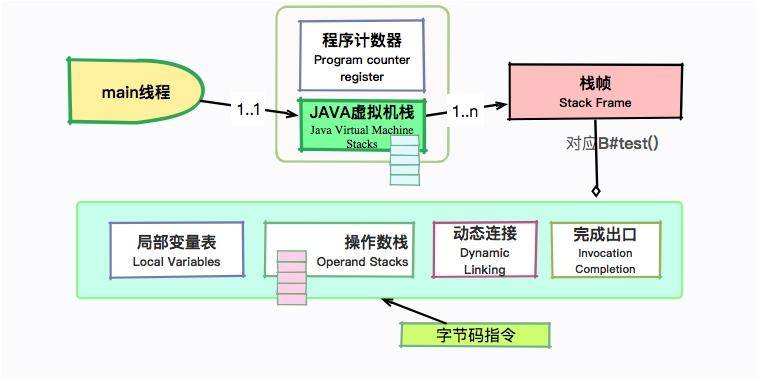 程序计数器
Program counter
register
main线程
1..1
JAVA虚拟机栈
Java Virtual Machine
Stacks
1..n
栈帧
Stack Frame
对应B#test()
局部变量表
Local Variables
操作数栈
Operand Stacks
动态连接
Dynamic
Linking
完成出口
Invocation
Completion
字节码指令